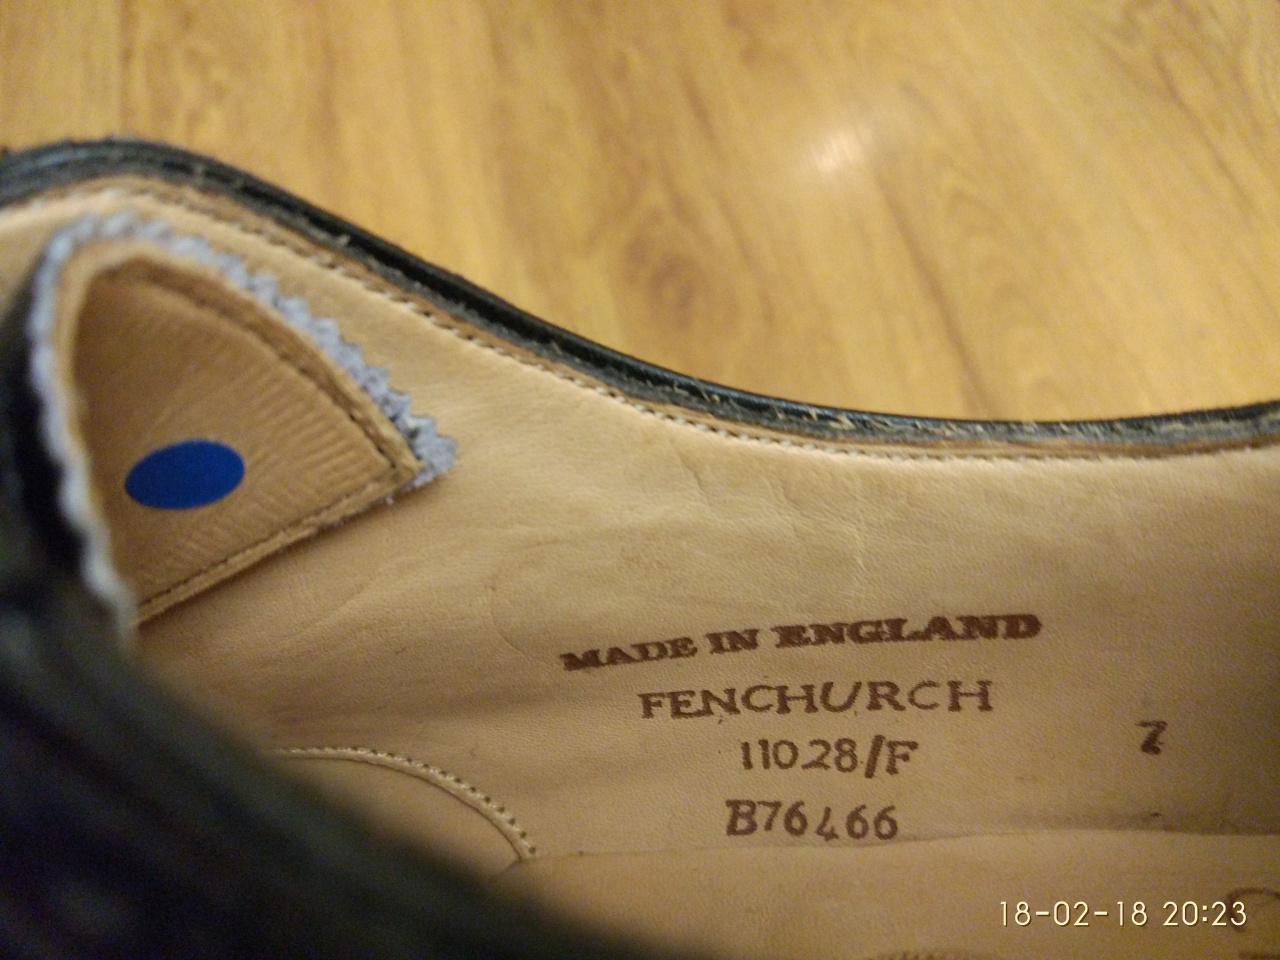 MADE IN ENGLAND
FENCHURCH
11028/F 7
B76466
18-02-18 20:23